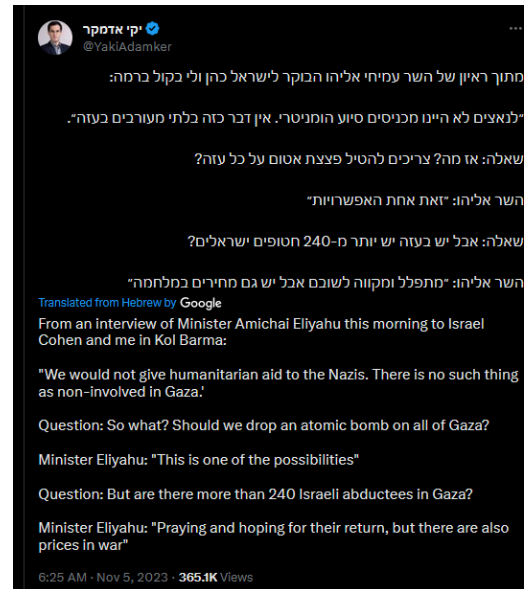 יקי אדמקר
@YakiAdamker
מתוך ראיון של השר עמיחי אליהו הבוקר לישראל כהן ולי בקול ברמה:
״לנאצים לא היינו מכניסים סיוע הומניטרי. אין דבר כזה בלתי מעורבים בעזה״.
שאלה: אז מה? צריכים להטיל פצצת אטום על כל עזה?
השר אליהו: ״זאת אחת האפשרויות״
שאלה: אבל יש בעזה יש יותר מ-240 חטופים ישראלים?
השר אליהו: ״מתפלל ומקווה לשובם אבל יש גם מחירים במלחמה״
Translated from Hebrew by Google
From an interview of Minister Amichai Eliyahu this morning to Israel
Cohen and me in Kol Barma:
"We would not give humanitarian aid to the Nazis. There is no such thing
as non-involved in Gaza.'
Question: So what? Should we drop an atomic bomb on all of Gaza?
Minister Eliyahu: "This is one of the possibilities"
Question: But are there more than 240 Israeli abductees in Gaza?
Minister Eliyahu: "Praying and hoping for their return, but there are also
prices in war"
6:25 AM · Nov 5, 2023 · 365.1K Views